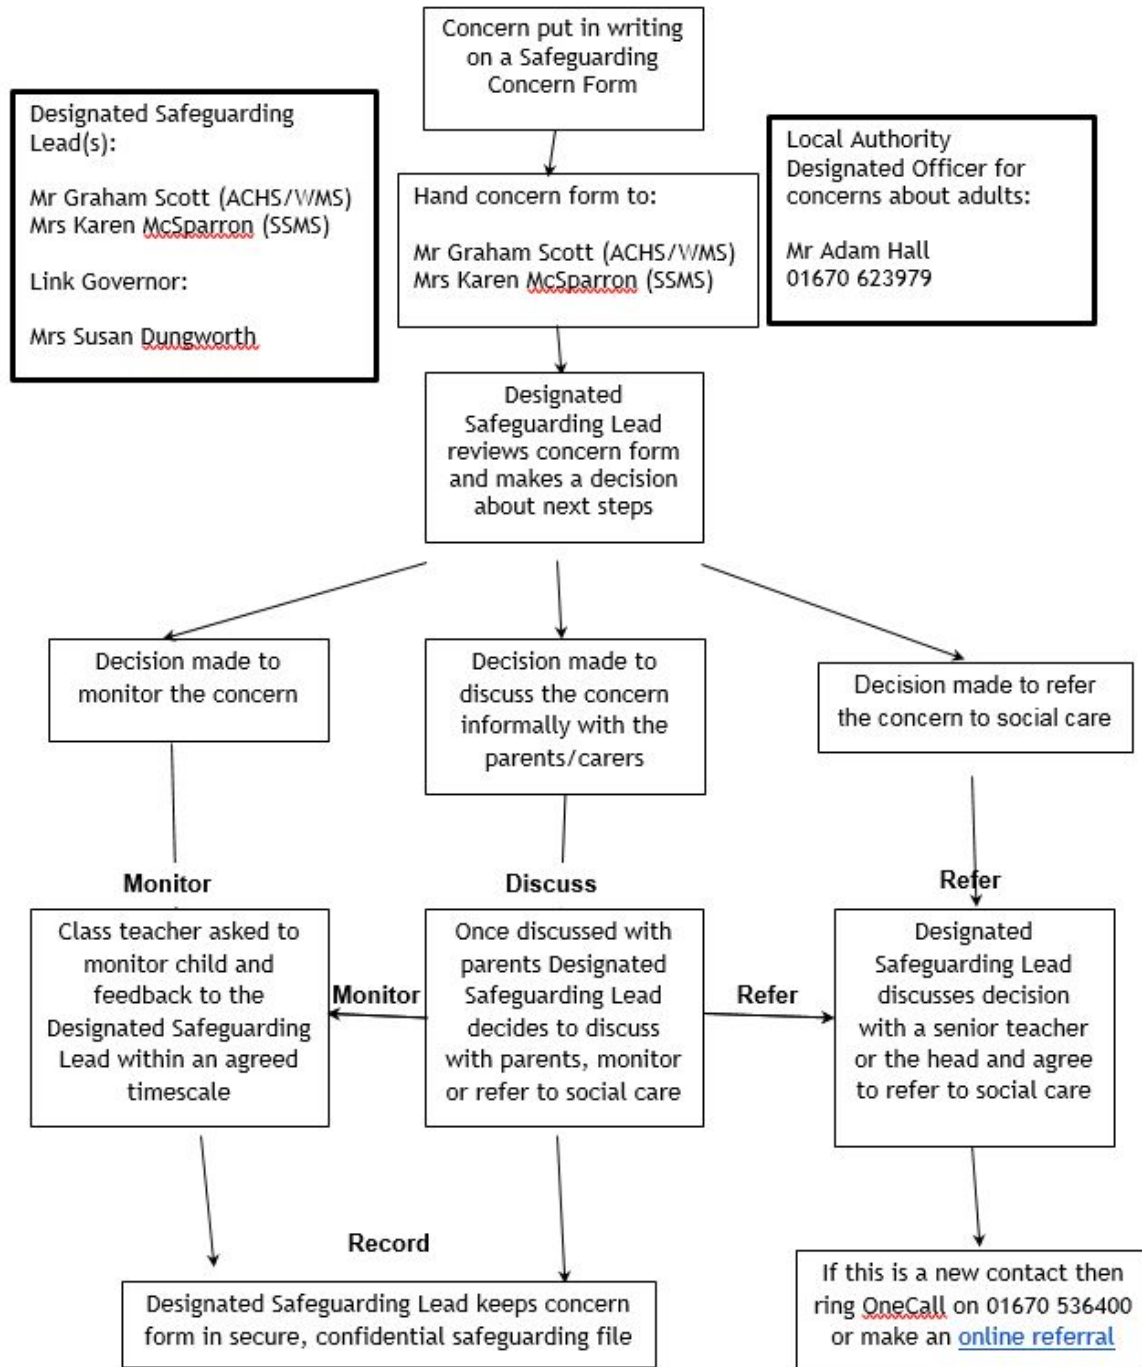 Concern put in writing
on a Safeguarding
Concern Form
Designated Safeguarding
Lead(s):
Mr Graham Scott (ACHS/WMS)
Mrs Karen McSparron (SSMS)
Link Governor:
Mrs Susan Dungworth
Hand concern form to:
Mr Graham Scott (ACHS/WMS)
Mrs Karen McSparron (SSMS)
Local Authority
Designated Officer for
concerns about adults:
Mr Adam Hall
01670 623979
Designated
Safeguarding Lead
reviews concern form
and makes a decision
about next steps
Decision made to
monitor the concern
Decision made to
discuss the concern
informally with the
parents/carers
Decision made to refer
the concern to social care
Monitor
Discuss
Refer
Class teacher asked to
monitor child and
feedback to the
Designated Safeguarding
Lead within an agreed
timescale
Monitor
Once discussed with
parents Designated
Safeguarding Lead
decides to discuss
with parents, monitor
or refer to social care
Refer
Designated
Safeguarding Lead
discusses decision
with a senior teacher
or the head and agree
to refer to social care
Record
Designated Safeguarding Lead keeps concern
form in secure, confidential safeguarding file
If this is a new contact then
ring OneCall on 01670 536400
or make an online referral